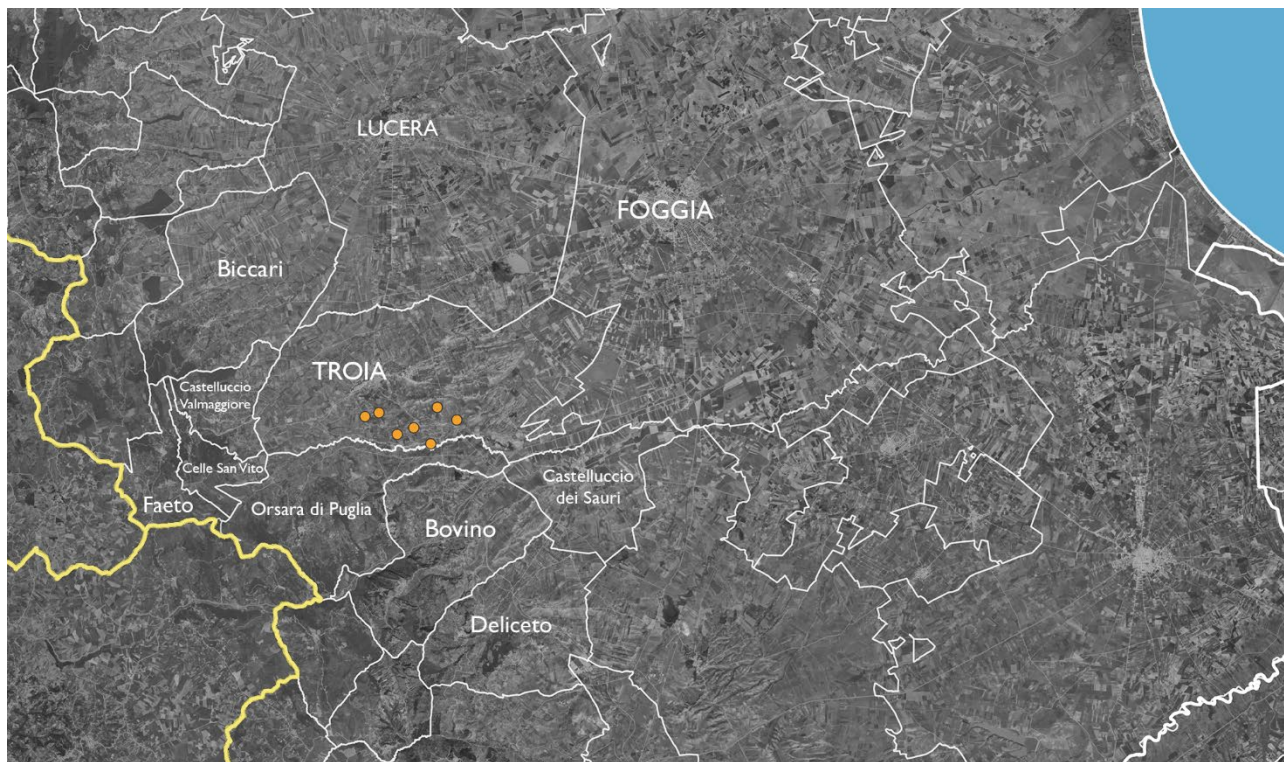 LUCERA
FOGGIA
Biccari
TROIA
Castelluccio
Valmaggiore
Celle San Vito
Faeto
Orsara di Puglia
Castelluccio
dei Sauri
Bovino
Deliceto